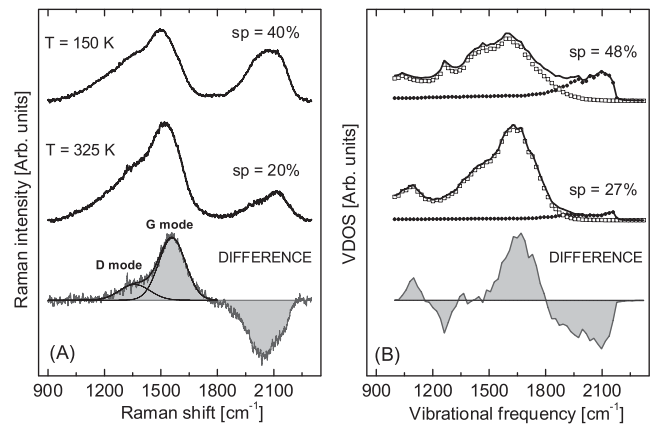 T = 150 K
sp = 40%
T = 325 K
sp = 20%
G mode
D mode
DIFFERENCE
(A)
900 1200 1500 1800 2100
Raman shift [cm⁻¹]
Raman intensity [Arb. units]
sp = 48%
sp = 27%
DIFFERENCE
(B)
900 1200 1500 1800 2100
Vibrational frequency [cm⁻¹]
VDOS [Arb. units]